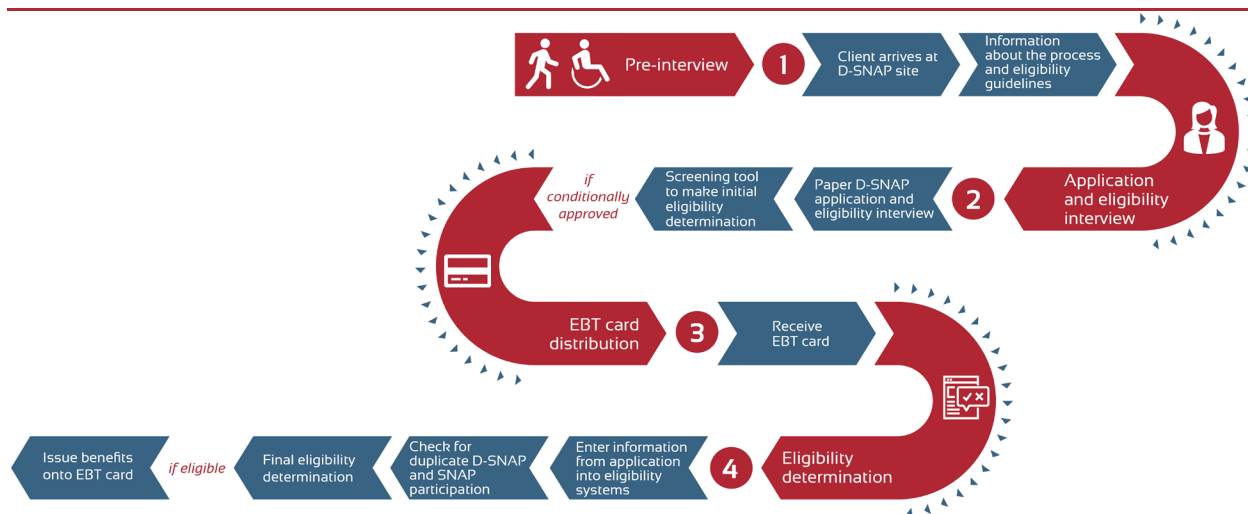 Pre-interview
1
Client arrives at
D-SNAP site
Information
about the process
and eligibility
guidelines
Application
and eligibility
interview
2
Paper D-SNAP
application and
eligibility interview
Screening tool
to make initial
eligibility
determination
if
conditionally
approved
EBT card
distribution
3
Receive
EBT card
Eligibility
determination
4
Enter information
from application
into eligibility
systems
Check for
duplicate D-SNAP
and SNAP
participation
Final eligibility
determination
if eligible
Issue benefits
onto EBT card